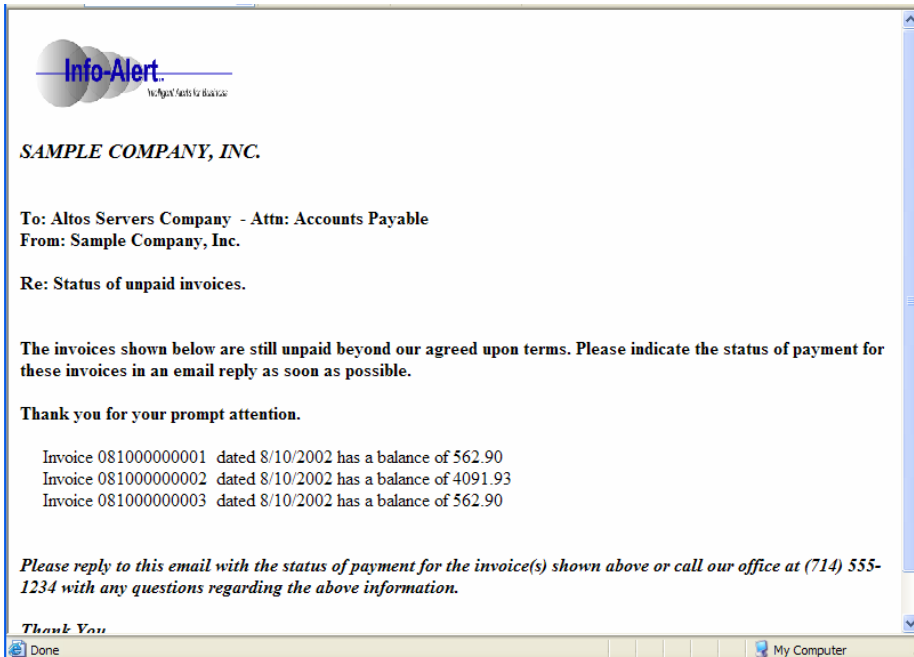 Info-Alert
Intelligent Alerts for Business
SAMPLE COMPANY, INC.
To: Altos Servers Company - Attn: Accounts Payable
From: Sample Company, Inc.
Re: Status of unpaid invoices.
The invoices shown below are still unpaid beyond our agreed upon terms. Please indicate the status of payment for
these invoices in an email reply as soon as possible.
Thank you for your prompt attention.
Invoice 081000000001 dated 8/10/2002 has a balance of 562.90
Invoice 081000000002 dated 8/10/2002 has a balance of 4091.93
Invoice 081000000003 dated 8/10/2002 has a balance of 562.90
Please reply to this email with the status of payment for the invoice(s) shown above or call our office at (714) 555-
1234 with any questions regarding the above information.
Thank You
Done
My Computer